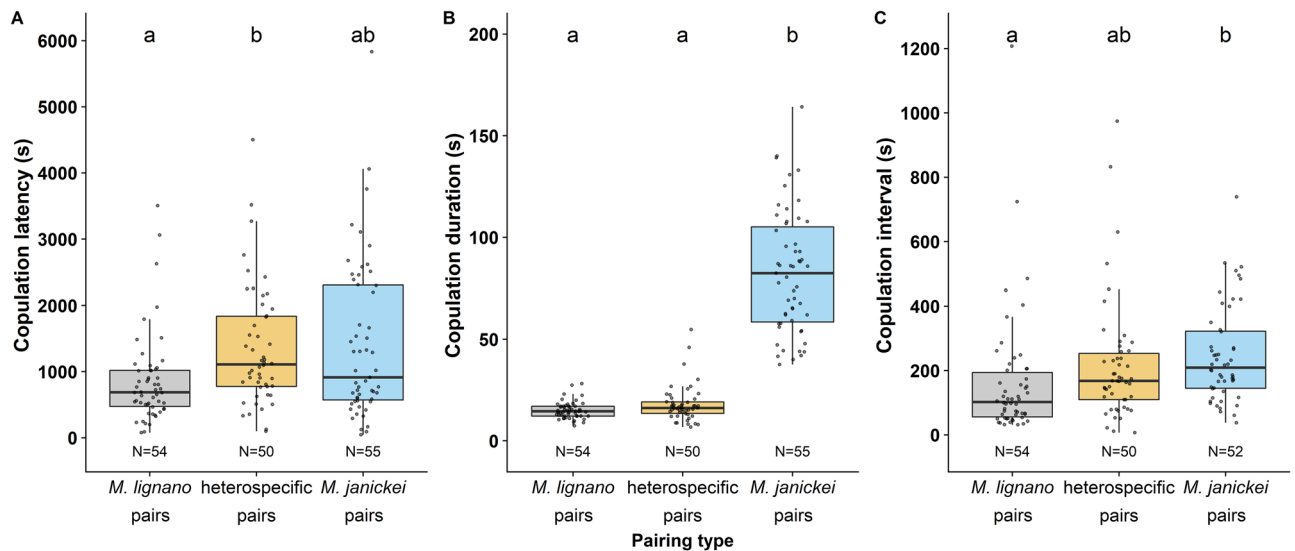 A
Copulation latency (s)
6000
5000
4000
3000
2000
1000
0
a b ab
N=54 N=50 N=55
M. lignano heterospecific M. janickei
pairs pairs pairs
B
Copulation duration (s)
200
150
100
50
0
a a b
N=54 N=50 N=55
M. lignano heterospecific M. janickei
pairs pairs pairs
Pairing type
C
Copulation interval (s)
1200
1000
800
600
400
200
0
a ab b
N=54 N=50 N=52
M. lignano heterospecific M. janickei
pairs pairs pairs